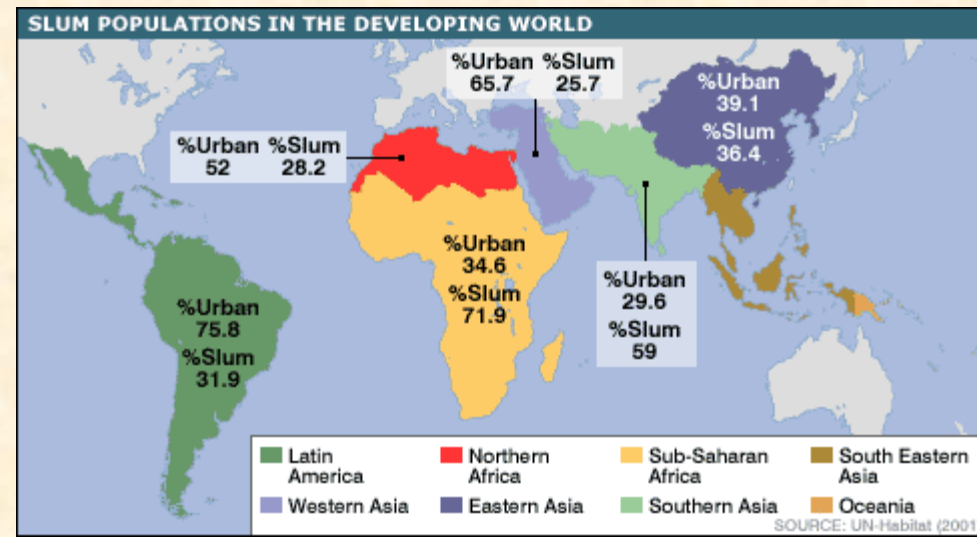 SLUM POPULATIONS IN THE DEVELOPING WORLD
%Urban %Slum
65.7 25.7
%Urban
39.1
%Slum
36.4
%Urban %Slum
52 28.2
%Urban
34.6
%Slum
71.9
%Urban
29.6
%Slum
59
%Urban
75.8
%Slum
31.9
Latin
America
Northern
Africa
Sub-Saharan
Africa
South Eastern
Asia
Western Asia
Eastern Asia
Southern Asia
Oceania
SOURCE: UN-Habitat (2001